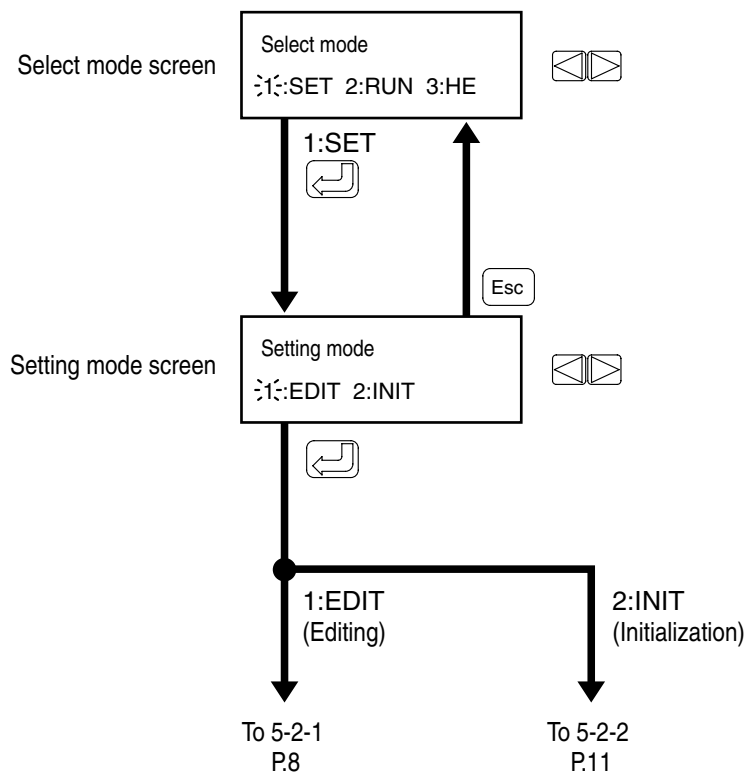 Select mode screen
Select mode
1:SET 2:RUN 3:HE
1:SET
Esc
Setting mode screen
Setting mode
1:EDIT 2:INIT
1:EDIT
(Editing)
2:INIT
(Initialization)
To 5-2-1
P.8
To 5-2-2
P.11